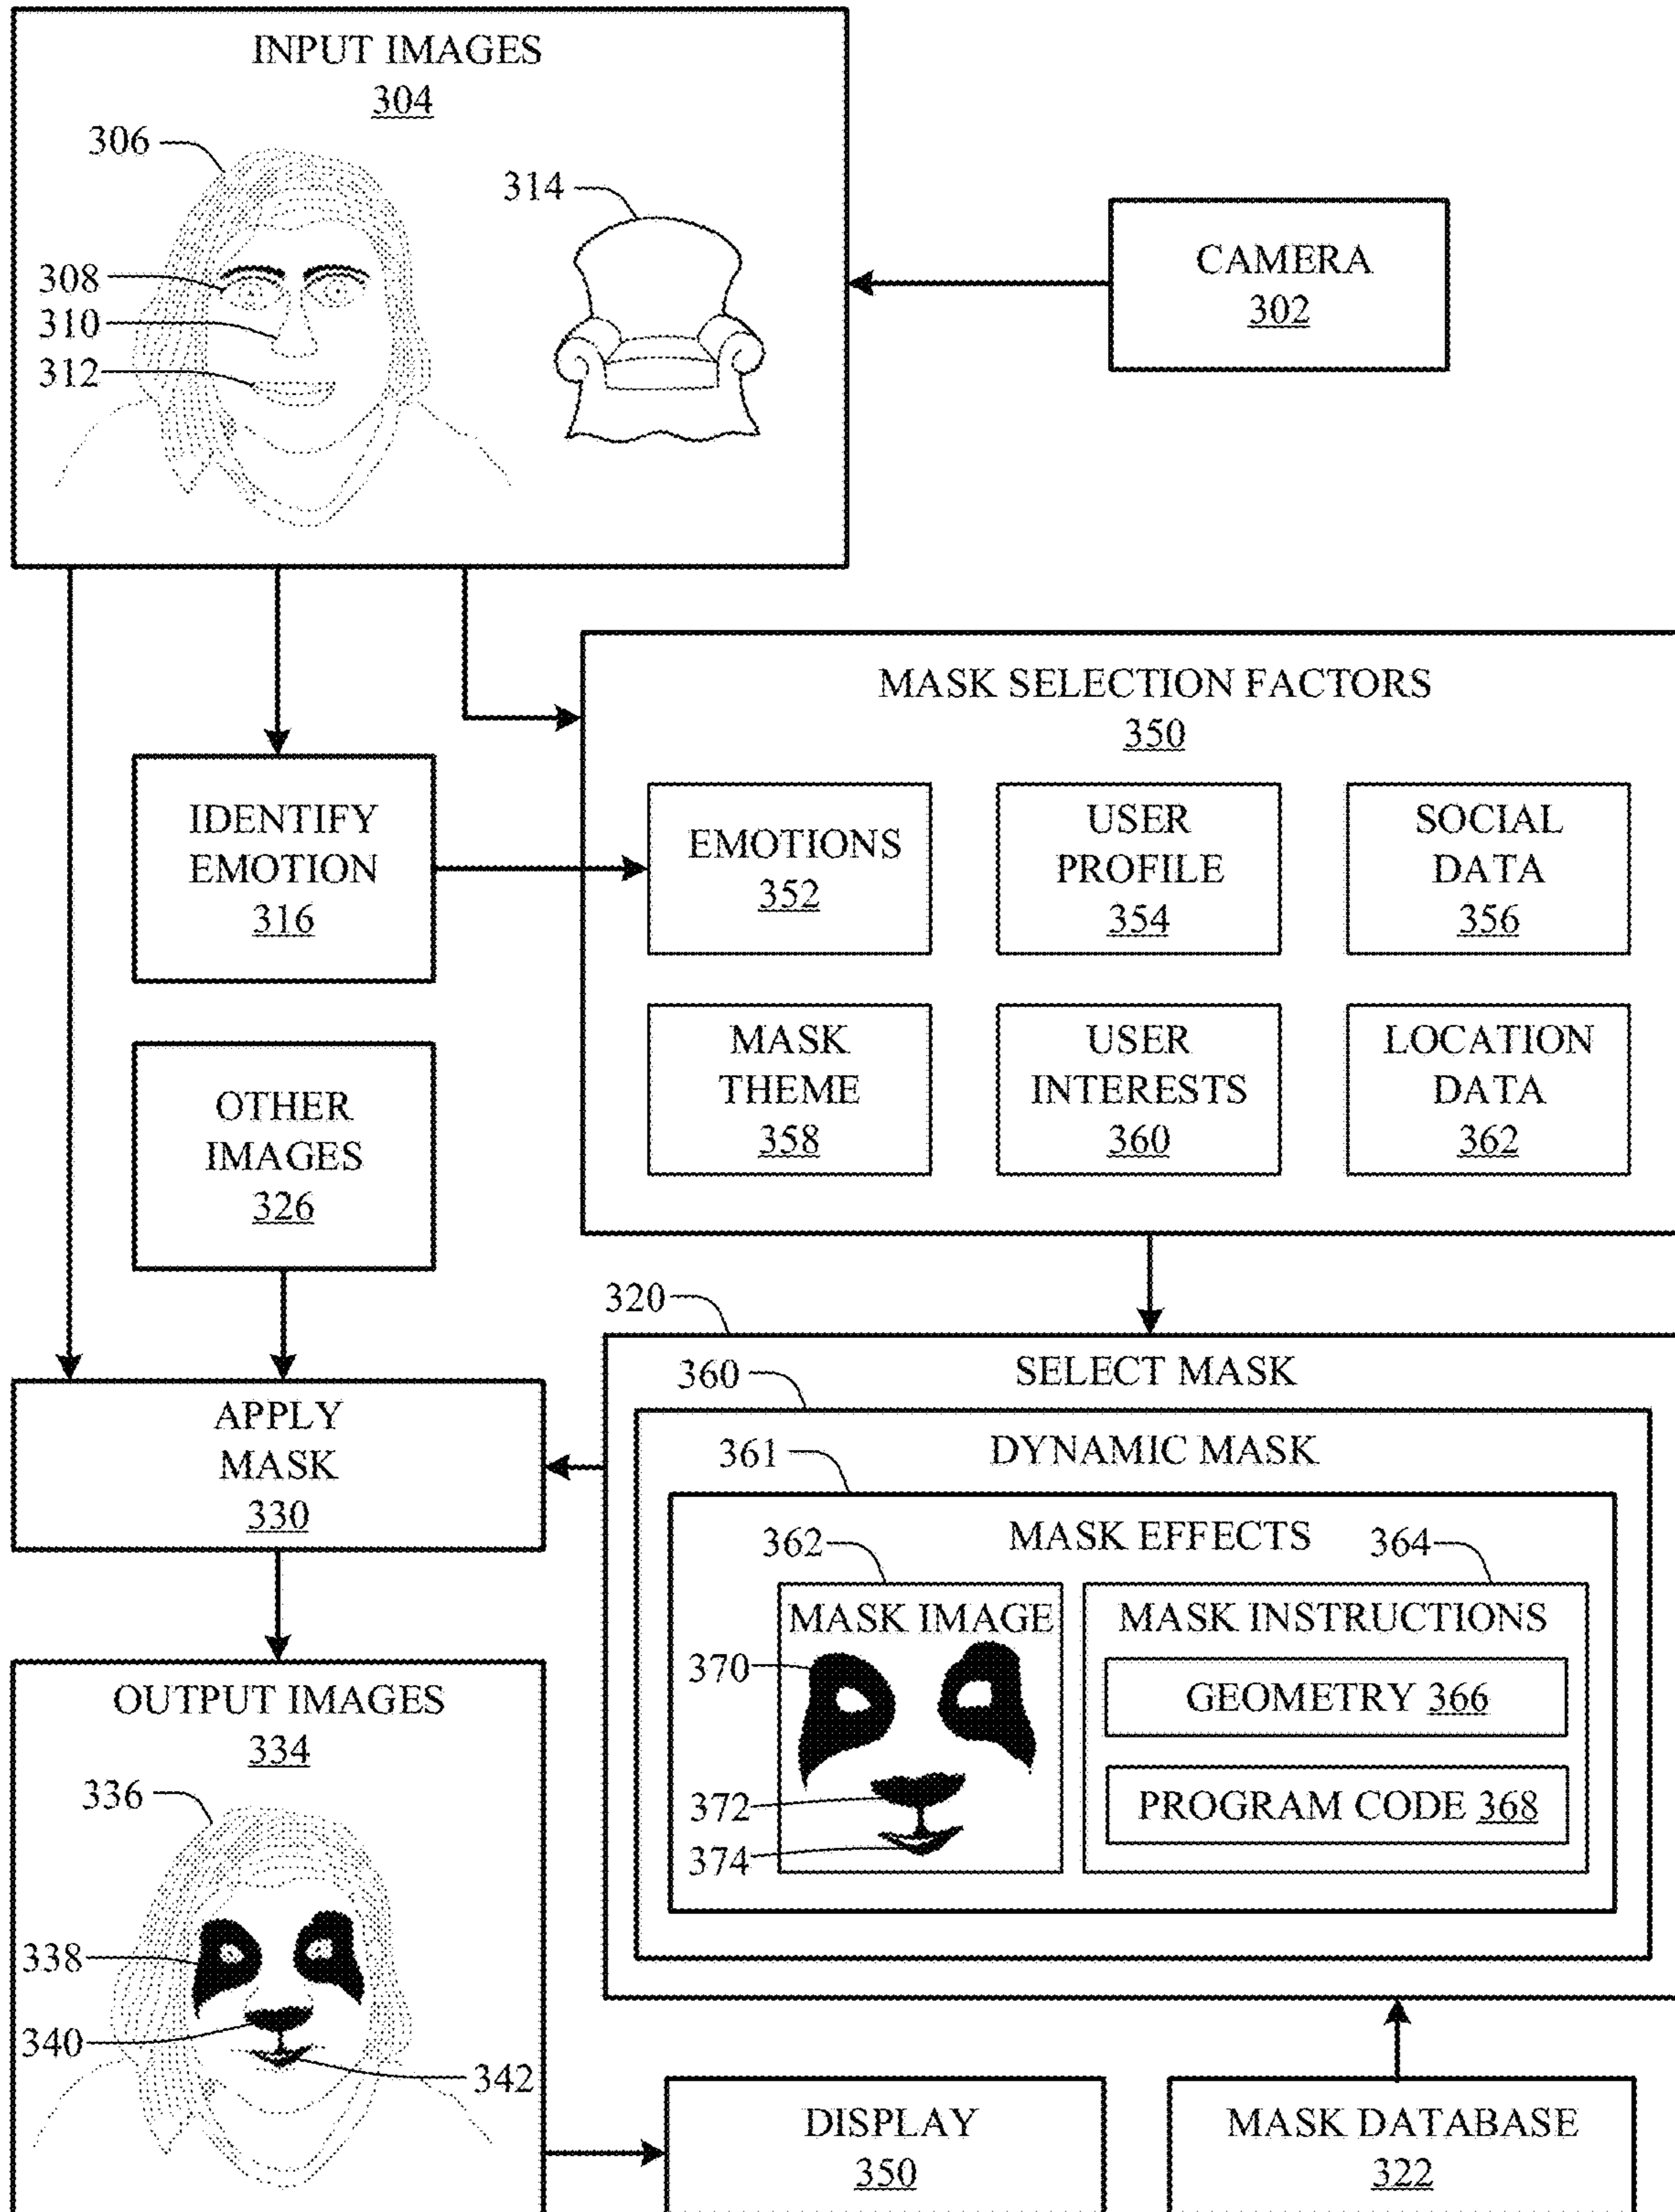 INPUT IMAGES
304
306
314
308
310
312
CAMERA
302
MASK SELECTION FACTORS
350
IDENTIFY
EMOTION
316
EMOTIONS
352
USER
PROFILE
354
SOCIAL
DATA
356
MASK
THEME
358
USER
INTERESTS
360
LOCATION
DATA
362
OTHER
IMAGES
326
320
SELECT MASK
360
DYNAMIC MASK
361
MASK EFFECTS
362
364
MASK IMAGE
370
372
374
MASK INSTRUCTIONS
GEOMETRY 366
PROGRAM CODE 368
APPLY
MASK
330
OUTPUT IMAGES
334
336
338
340
342
DISPLAY
350
MASK DATABASE
322